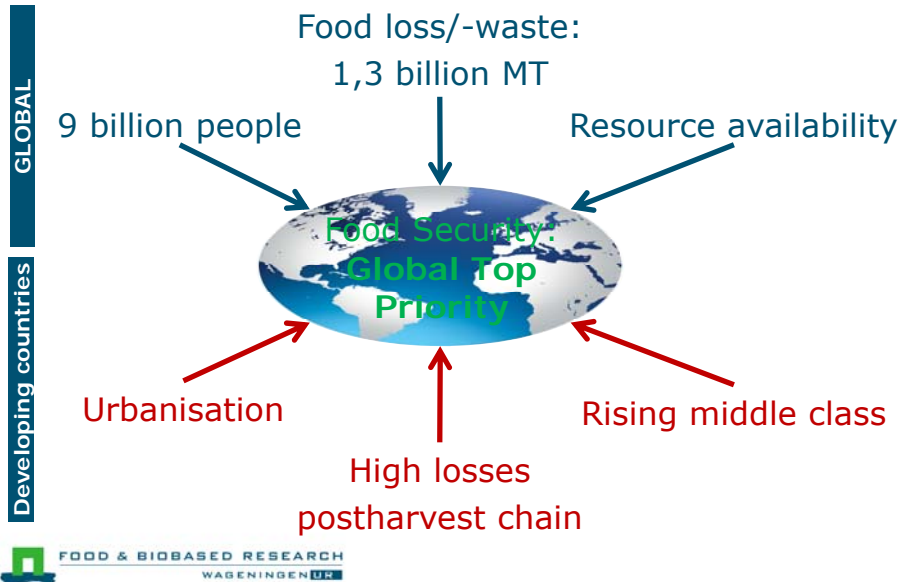 GLOBAL
Food loss/-waste:
1,3 billion MT
9 billion people
Resource availability
Food Security:
Global Top
Priority
Developing countries
Urbanisation
Rising middle class
High losses
postharvest chain
FOOD & BIOBASED RESEARCH
WAGENINGEN UR